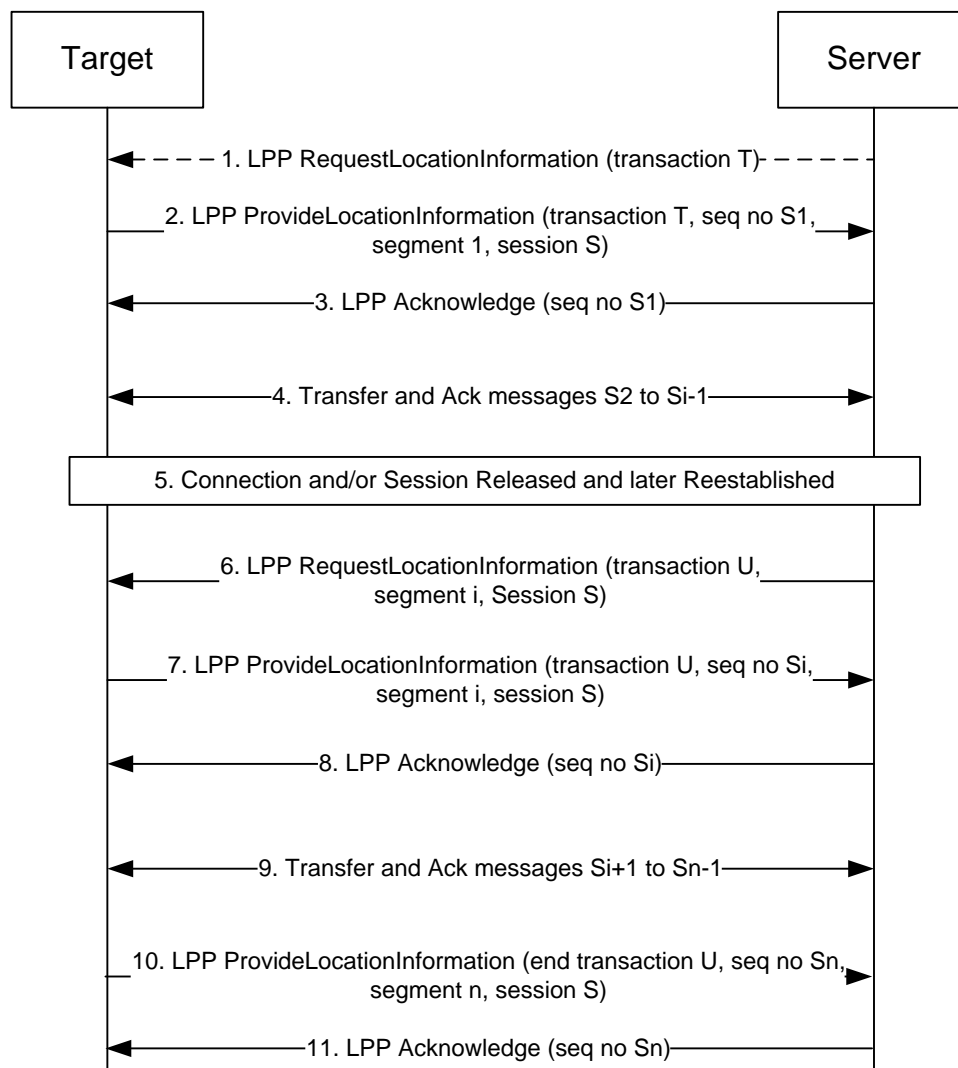 Target
Server
1. LPP RequestLocationInformation (transaction T)
2. LPP ProvideLocationInformation (transaction T, seq no S1,
segment 1, session S)
3. LPP Acknowledge (seq no S1)
4. Transfer and Ack messages S2 to Si-1
5. Connection and/or Session Released and later Reestablished
6. LPP RequestLocationInformation (transaction U,
segment i, Session S)
7. LPP ProvideLocationInformation (transaction U, seq no Si,
segment i, session S)
8. LPP Acknowledge (seq no Si)
9. Transfer and Ack messages Si+1 to Sn-1
10. LPP ProvideLocationInformation (end transaction U, seq no Sn,
segment n, session S)
11. LPP Acknowledge (seq no Sn)